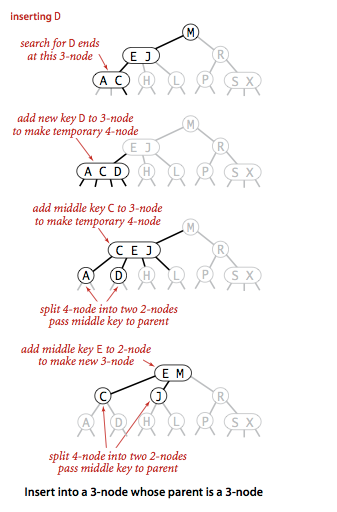 inserting D
M
search for D ends
at this 3-node
E J
R
A C
H
L
P
S X
add new key D to 3-node
to make temporary 4-node
M
E J
R
A C D
H
L
P
S X
add middle key C to 3-node
to make temporary 4-node
M
C E J
R
A
D
H
L
P
S X
split 4-node into two 2-nodes
pass middle key to parent
add middle key E to 2-node
to make new 3-node
E M
C
J
R
A
D
H
L
P
S X
split 4-node into two 2-nodes
pass middle key to parent
Insert into a 3-node whose parent is a 3-node